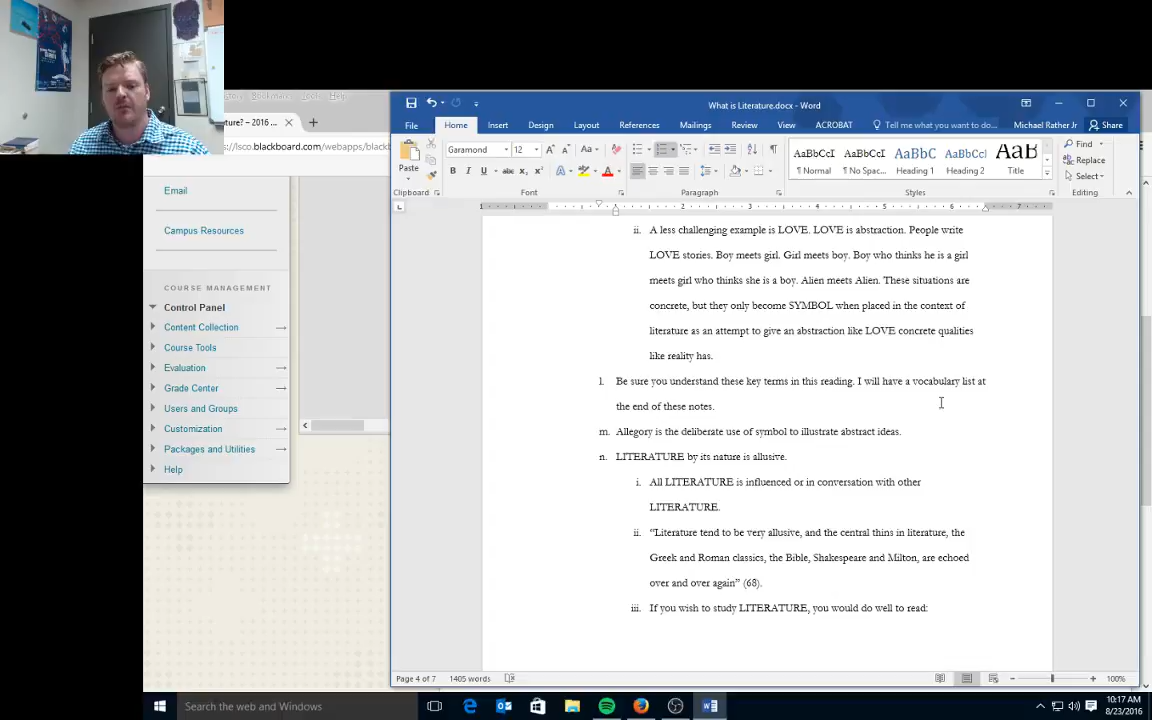 What is Literature.docx - Word
File Home Insert Design Layout References Mailings Review View ACROBAT Tell me what you want to do... Michael Rather Jr Share
ture? – 2016
://lsco.blackboard.com/webapps/blackb
Paste
Garamond 12
AaBbCcI AaBbCcI AaBbC AaBbCcI AaB
¶ Normal ¶ No Spac... Heading 1 Heading 2 Title
Find
Replace
Select
Clipboard Font Paragraph Styles Editing
Email
Campus Resources
COURSE MANAGEMENT
Control Panel
Content Collection
Course Tools
Evaluation
Grade Center
Users and Groups
Customization
Packages and Utilities
Help
ii. A less challenging example is LOVE. LOVE is abstraction. People write
LOVE stories. Boy meets girl. Girl meets boy. Boy who thinks he is a girl
meets girl who thinks she is a boy. Alien meets Alien. These situations are
concrete, but they only become SYMBOL when placed in the context of
literature as an attempt to give an abstraction like LOVE concrete qualities
like reality has.
l. Be sure you understand these key terms in this reading. I will have a vocabulary list at
the end of these notes.
m. Allegory is the deliberate use of symbol to illustrate abstract ideas.
n. LITERATURE by its nature is allusive.
i. All LITERATURE is influenced or in conversation with other
LITERATURE.
ii. “Literature tend to be very allusive, and the central thins in literature, the
Greek and Roman classics, the Bible, Shakespeare and Milton, are echoed
over and over again” (68).
iii. If you wish to study LITERATURE, you would do well to read:
Page 4 of 7 1405 words 100%
Search the web and Windows
10:17 AM
8/23/2016